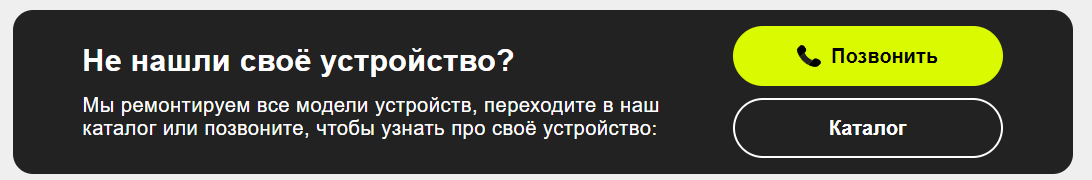 Не нашли своё устройство?
Мы ремонтируем все модели устройств, переходите в наш
каталог или позвоните, чтобы узнать про своё устройство:
Позвонить
Каталог